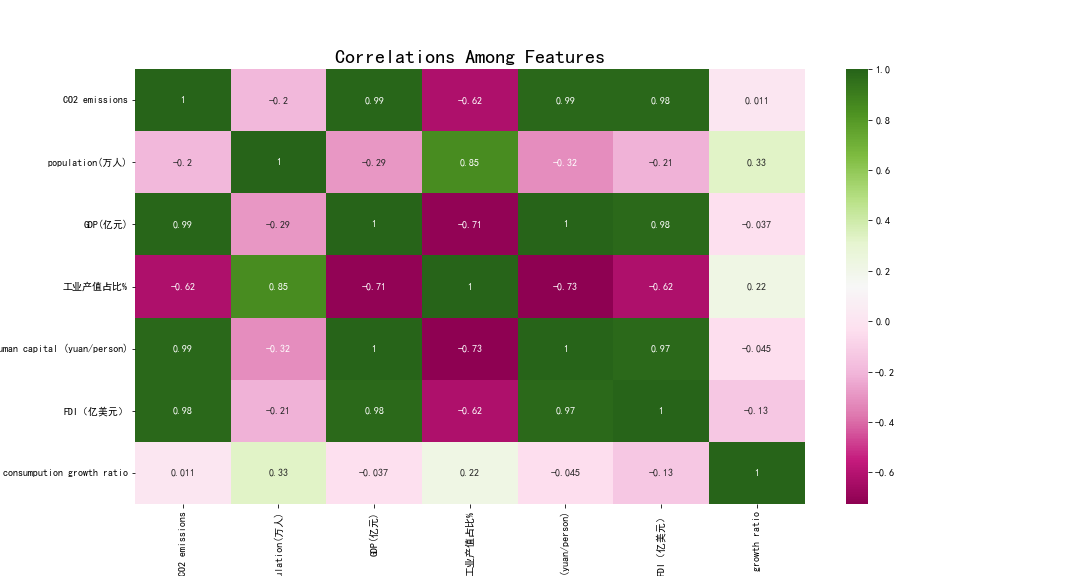 Correlations Among Features
CO2 emissions 1 -0.2 0.99 -0.62 0.99 0.98 0.011
population(万人) -0.2 1 -0.29 0.85 -0.32 -0.21 0.33
GDP(亿元) 0.99 -0.29 1 -0.71 1 0.98 -0.037
工业产值占比% -0.62 0.85 -0.71 1 -0.73 -0.62 0.22
uman capital (yuan/person) 0.99 -0.32 1 -0.73 1 0.97 -0.045
FDI（亿美元） 0.98 -0.21 0.98 -0.62 0.97 1 -0.13
consumpution growth ratio 0.011 0.33 -0.037 0.22 -0.045 -0.13 1
CO2 emissions
ulation(万人)
GDP(亿元)
工业产值占比%
(yuan/person)
FDI（亿美元）
growth ratio
1.0
0.8
0.6
0.4
0.2
0.0
-0.2
-0.4
-0.6